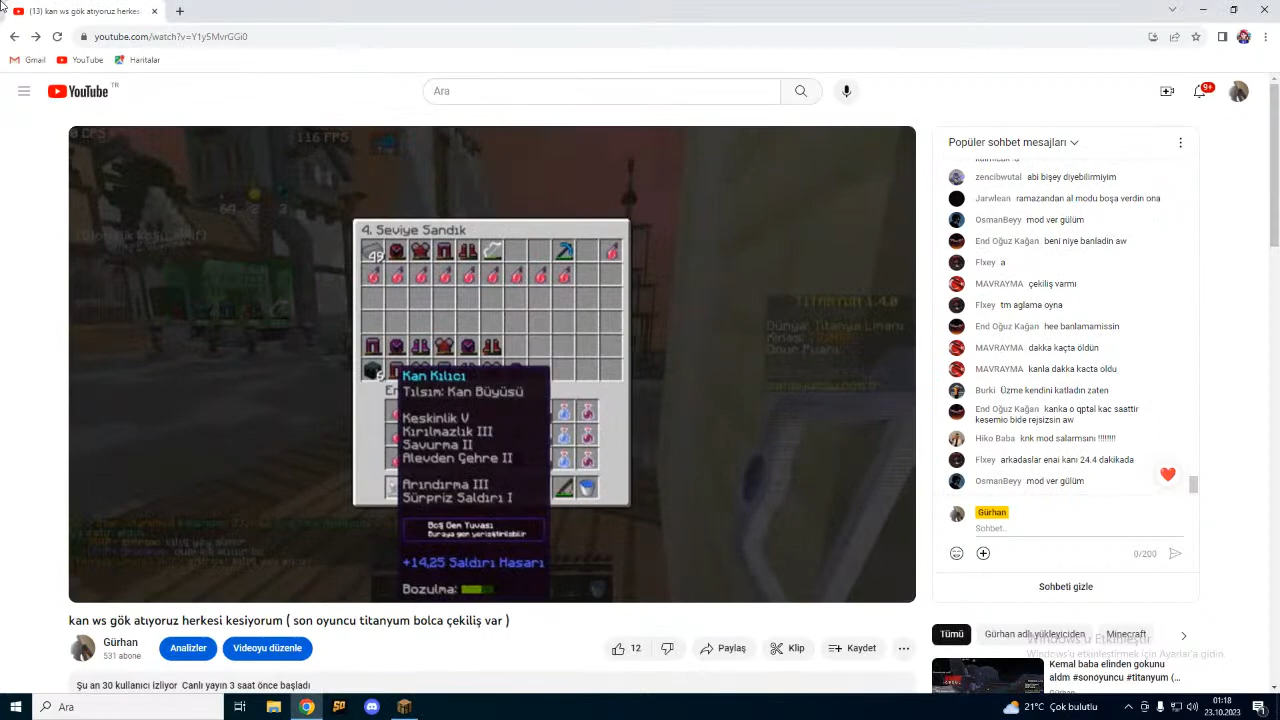 (13) kan ws gök atıyoruz herkes
youtube.com/watch?v=Y1y5MvrGGi0
Gmail
YouTube
Haritalar
YouTube TR
Ara
9+
116 FPS
4. Seviye Sandık
49
Kan Kılıcı
Tılsım: Kan Büyüsü
Keskinlik V
Kırılmazlık III
Savurma II
Alevden Çehre II
Arındırma III
Sürpriz Saldırı I
Boş Gem Yuvası
Buraya gem yerleştirilebilir
+14,25 Saldırı Hasarı
Bozulma:
Dünya: Titanya Limanı
Popüler sohbet mesajları
zencibwutal abi bişey diyebilirmiyim
Jarwlean ramazandan al modu boşa verdin ona
OsmanBeyy mod ver gülüm
End Oğuz Kağan beni niye banladin aw
Flxey a
MAVRAYMA çekiliş varmı
Flxey tm aglama oyna
End Oğuz Kağan hee banlamamissin
MAVRAYMA dakka kaçta öldün
MAVRAYMA kanla dakka kacta oldu
Burki Üzme kendini katladın zaten
End Oğuz Kağan kanka o qptal kac saattir
kesemio bide rejsizsin aw
Hiko Baba knk mod salarmsını !!!!!!!!
Flxey arkadaslar enai kanı 24.4 dakikada
OsmanBeyy mod ver gülüm
Gürhan
Sohbet..
0/200
Sohbeti gizle
kan ws gök atıyoruz herkesi kesiyorum ( son oyuncu titanyum bolca çekiliş var )
Gürhan
531 abone
Analizler
Videoyu düzenle
12
Paylaş
Klip
Kaydet
Şu an 30 kullanıcı izliyor Canlı yayın 3 saat önce başladı
Tümü
Gürhan adlı yükleyiciden
Minecraft
Windows'u Etkinleştir
Windows'u etkinleştirmek için Ayarlar'a gidin.
Kemal baba elinden gokunu
aldım #sonoyuncu #titanyum (...
Gürhan
Ara
21°C Çok bulutlu
01:18
23.10.2023